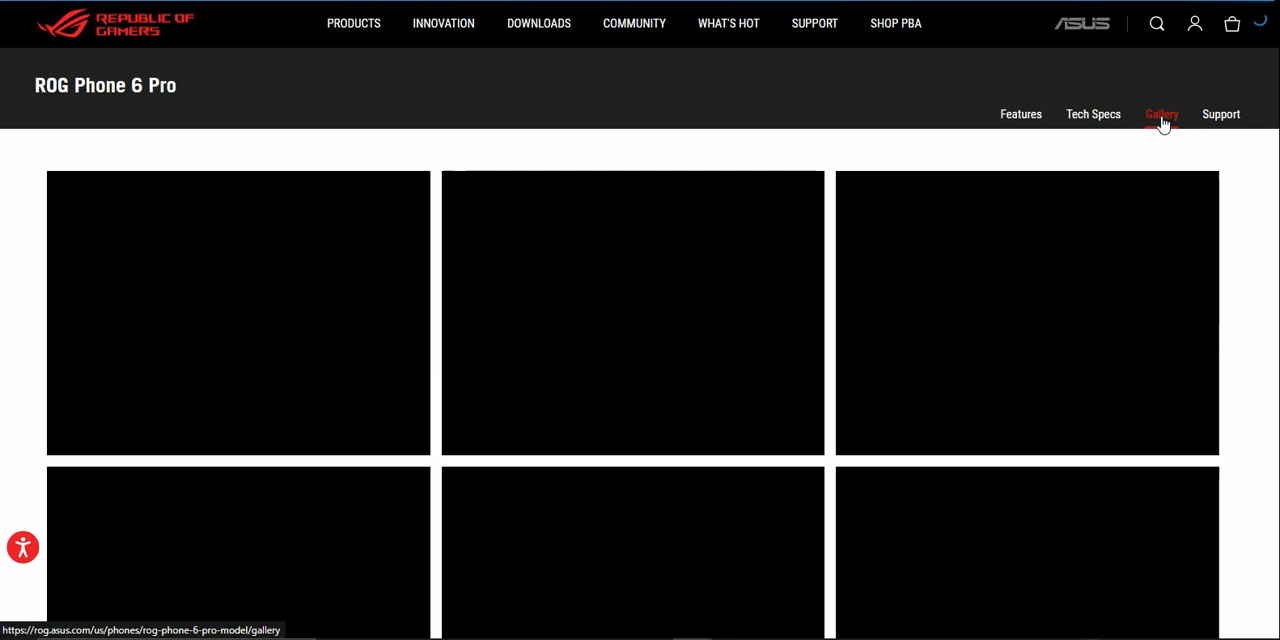 REPUBLIC OF
GAMERS
PRODUCTS INNOVATION DOWNLOADS COMMUNITY WHAT'S HOT SUPPORT SHOP PBA ASUS
ROG Phone 6 Pro
Features Tech Specs Gallery Support
https://rog.asus.com/us/phones/rog-phone-6-pro-model/gallery